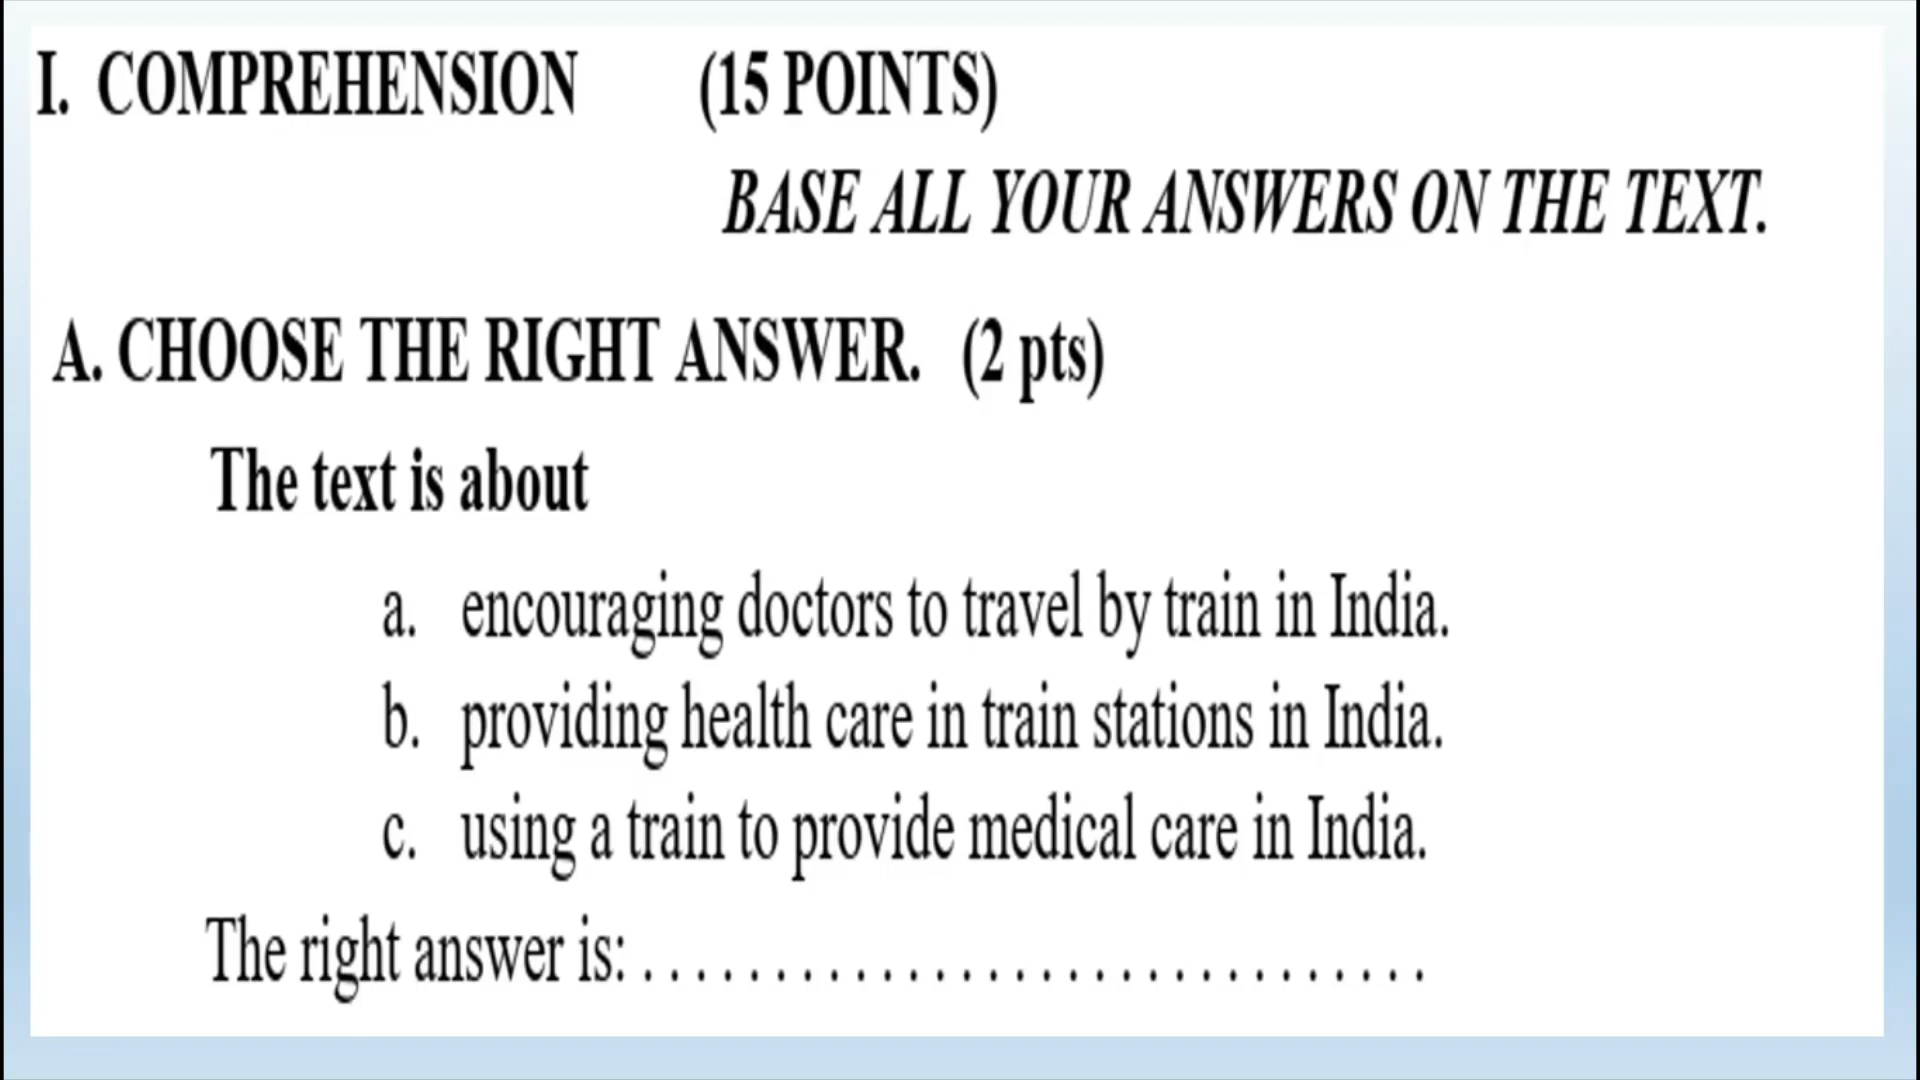 I. COMPREHENSION (15 POINTS)
BASE ALL YOUR ANSWERS ON THE TEXT.
A. CHOOSE THE RIGHT ANSWER. (2 pts)
The text is about
a. encouraging doctors to travel by train in India.
b. providing health care in train stations in India.
c. using a train to provide medical care in India.
The right answer is: . . . . . . . . . . . . . . . . . . . . . . . . . . . . . .